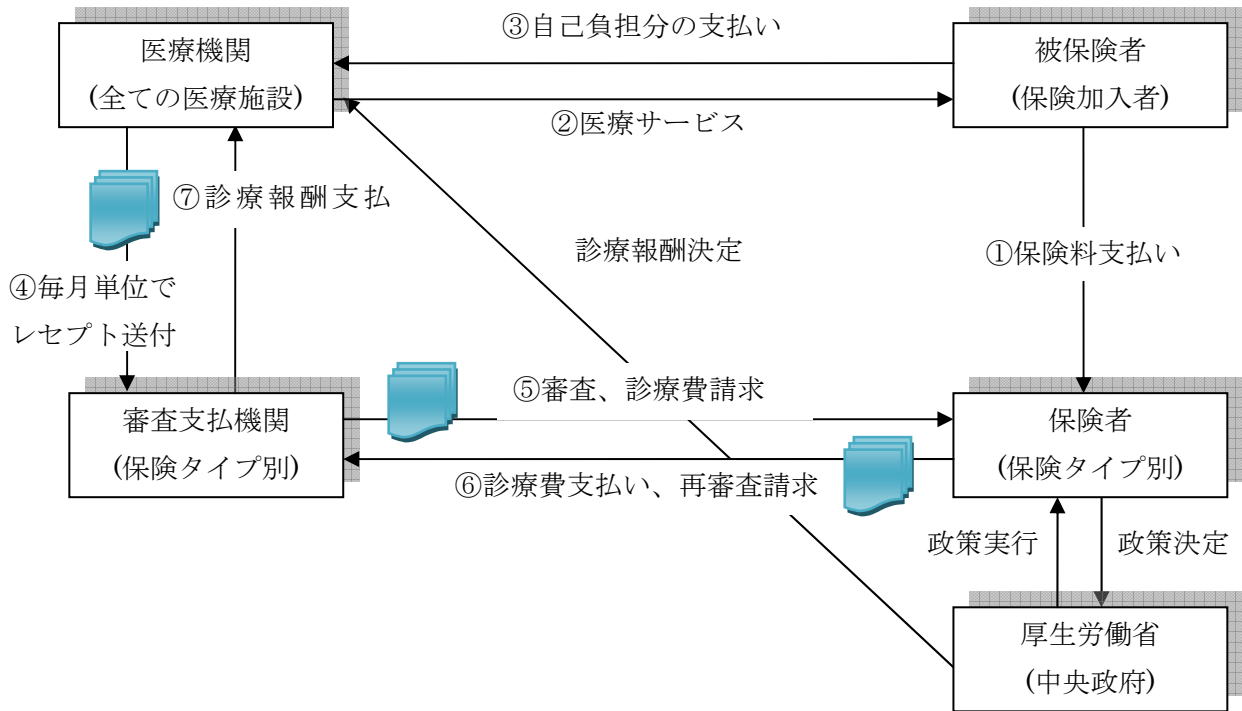 ③自己負担分の支払い
医療機関
(全ての医療施設)
被保険者
(保険加入者)
②医療サービス
⑦診療報酬支払
診療報酬決定
①保険料支払い
④毎月単位で
レセプト送付
⑤審査、診療費請求
審査支払機関
(保険タイプ別)
保険者
(保険タイプ別)
⑥診療費支払い、再審査請求
政策実行
政策決定
厚生労働省
(中央政府)